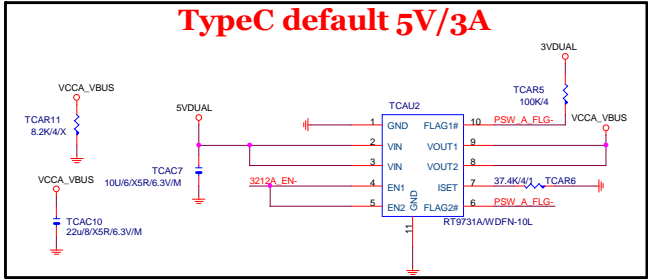 TypeC default 5V/3A
3VDUAL
VCCA_VBUS
TCAR11
8.2K/4/X
5VDUAL
TCAU2
TCAR5
100K/4
VCCA_VBUS
1 GND FLAG1# 10 PSW_A_FLG-
2 VIN VOUT1 9
3 VIN VOUT2 8
TCAC7
10U/6/X5R/6.3V/M
3212A_EN- 4 EN1 ISET 7 37.4K/4/1 TCAR6
5 EN2 GND FLAG2# 6 PSW_A_FLG-
11
RT9731A/WDFN-10L
VCCA_VBUS
TCAC10
22u/8/X5R/6.3V/M